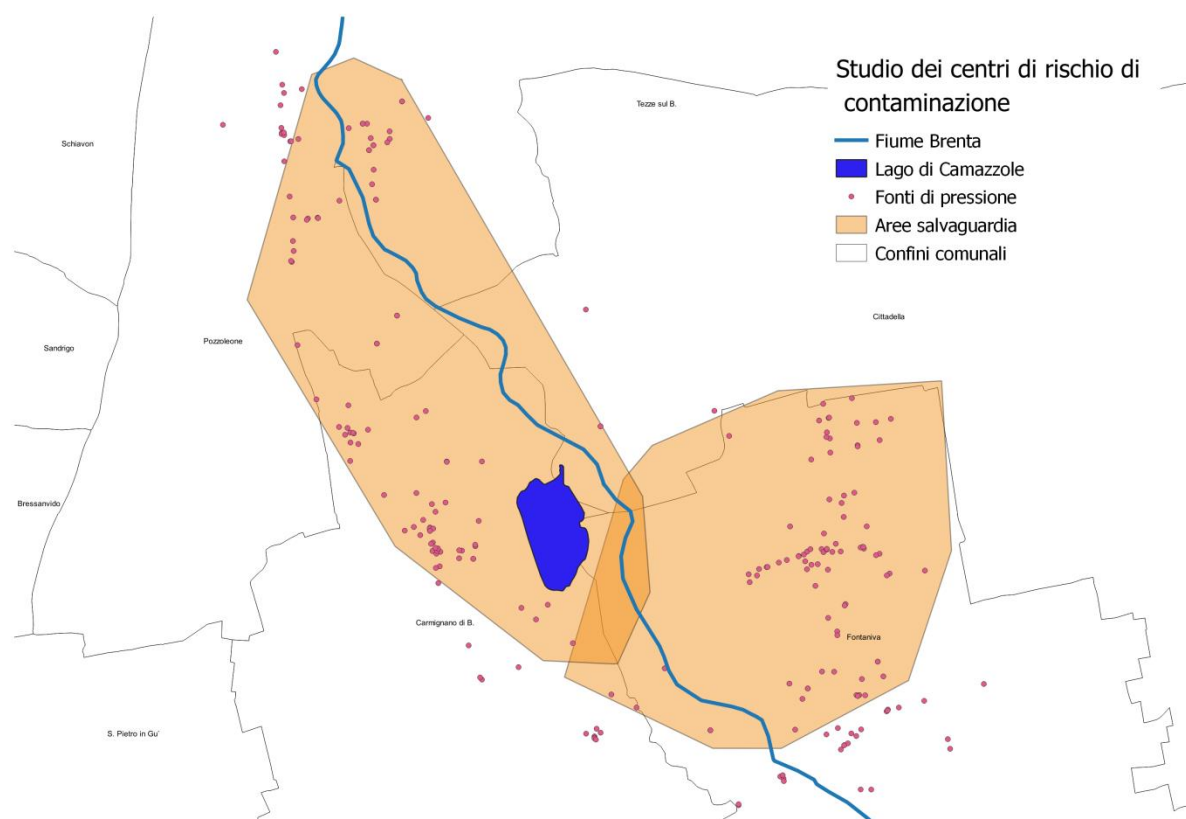 Studio dei centri di rischio di
contaminazione
Fiume Brenta
Lago di Camazzole
Fonti di pressione
Aree salvaguardia
Confini comunali
Tezze sul B.
Schiavon
Cittadella
Sandrigo
Pozzoleone
Bressanvido
Carmignano di B.
Fontaniva
S. Pietro in Gu'